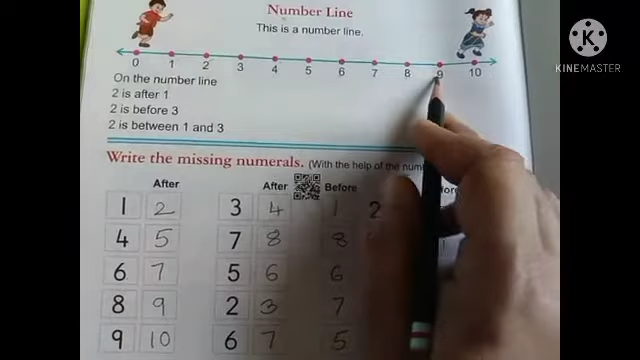 Number Line
This is a number line.
KINEMASTER
0 1 2 3 4 5 6 7 8 9 10
On the number line
2 is after 1
2 is before 3
2 is between 1 and 3
Write the missing numerals. (With the help of the
After After Before
1 2 3 4 1 2
4 5 7 8 8
6 7 5 6 6
8 9 2 3 7
9 10 6 7 5